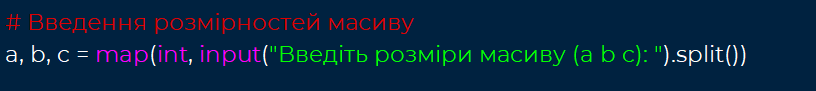 # Введення розмірностей масиву
a, b, c = map(int, input("Введіть розміри масиву (a b c): ").split())